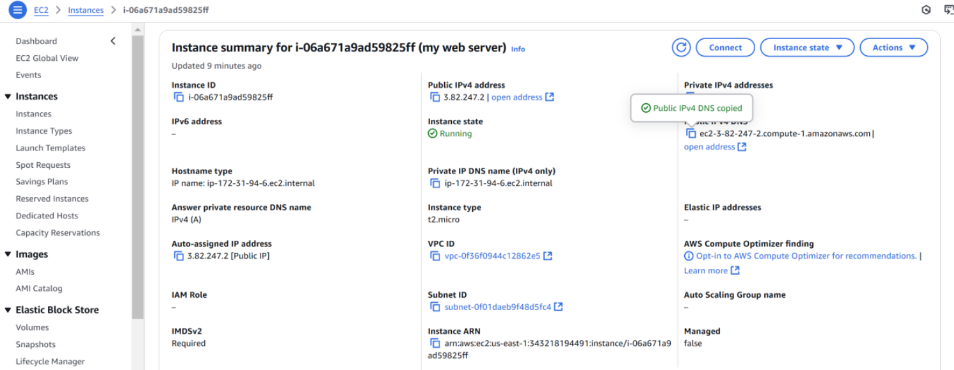 EC2 > Instances > i-06a671a9ad59825ff
Dashboard
EC2 Global View
Events
Instances
Instances
Instance Types
Launch Templates
Spot Requests
Savings Plans
Reserved Instances
Dedicated Hosts
Capacity Reservations
Images
AMIs
AMI Catalog
Elastic Block Store
Volumes
Snapshots
Lifecycle Manager
Instance summary for i-06a671a9ad59825ff (my web server) Info
Connect
Instance state
Actions
Updated 9 minutes ago
Instance ID
i-06a671a9ad59825ff
Public IPv4 address
3.82.247.2 | open address
Private IPv4 addresses
Public IPv4 DNS copied
IPv6 address
–
Instance state
Running
Public IPv4 DNS
ec2-3-82-247-2.compute-1.amazonaws.com |
open address
Hostname type
IP name: ip-172-31-94-6.ec2.internal
Private IP DNS name (IPv4 only)
ip-172-31-94-6.ec2.internal
Answer private resource DNS name
IPv4 (A)
Instance type
t2.micro
Elastic IP addresses
–
Auto-assigned IP address
3.82.247.2 [Public IP]
VPC ID
vpc-0f36f0944c12862e5
AWS Compute Optimizer finding
Opt-in to AWS Compute Optimizer for recommendations. |
Learn more
IAM Role
–
Subnet ID
subnet-0f01daeb9f48d5fc4
Auto Scaling Group name
–
IMDSv2
Required
Instance ARN
arn:aws:ec2:us-east-1:343218194491:instance/i-06a671a9
ad59825ff
Managed
false